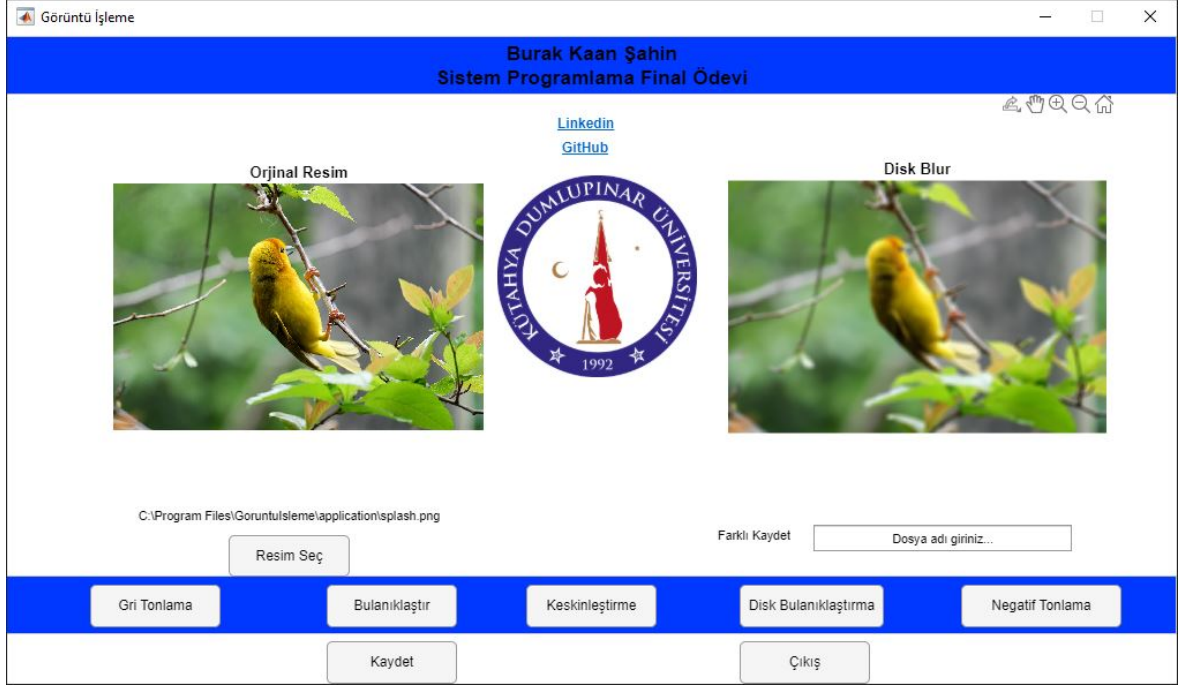 Görüntü İşleme
Burak Kaan Şahin
Sistem Programlama Final Ödevi
Linkedin
GitHub
Orjinal Resim
Disk Blur
KÜTAHYA DUMLUPINAR ÜNİVERSİTESİ
1992
C:\Program Files\GoruntuIsleme\application\splash.png
Resim Seç
Farklı Kaydet
Dosya adı giriniz...
Gri Tonlama
Bulanıklaştır
Keskinleştirme
Disk Bulanıklaştırma
Negatif Tonlama
Kaydet
Çıkış